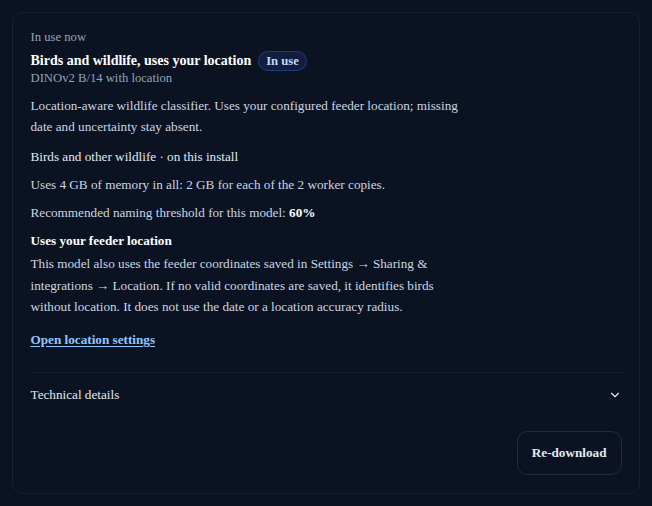 In use now
Birds and wildlife, uses your location In use
DINOv2 B/14 with location
Location-aware wildlife classifier. Uses your configured feeder location; missing
date and uncertainty stay absent.
Birds and other wildlife · on this install
Uses 4 GB of memory in all: 2 GB for each of the 2 worker copies.
Recommended naming threshold for this model: 60%
Uses your feeder location
This model also uses the feeder coordinates saved in Settings → Sharing &
integrations → Location. If no valid coordinates are saved, it identifies birds
without location. It does not use the date or a location accuracy radius.
Open location settings
Technical details
Re-download